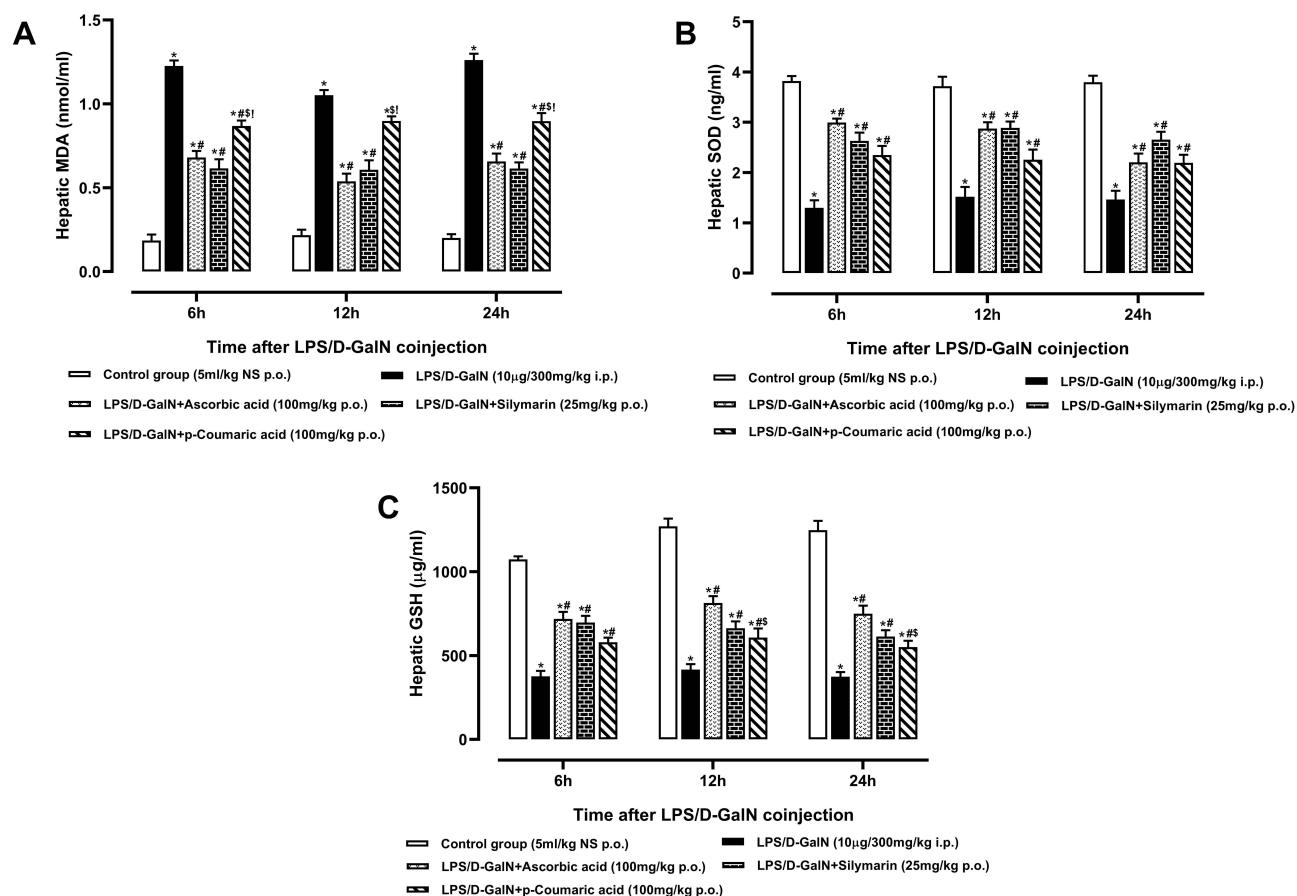 A
Hepatic MDA (nmol/ml)
1.5
1.0
0.5
0.0
*
*#
*#
*#$!
*
*#
*#
*$!
*
*#
*#
*#$!
6h
12h
24h
Time after LPS/D-GalN coinjection
Control group (5ml/kg NS p.o.)
LPS/D-GalN (10μg/300mg/kg i.p.)
LPS/D-GalN+Ascorbic acid (100mg/kg p.o.)
LPS/D-GalN+Silymarin (25mg/kg p.o.)
LPS/D-GalN+p-Coumaric acid (100mg/kg p.o.)
B
Hepatic SOD (ng/ml)
5
4
3
2
1
0
*
*#
*#
*#
*
*#
*#
*#
*
*#
*#
*#
6h
12h
24h
Time after LPS/D-GalN coinjection
Control group (5ml/kg NS p.o.)
LPS/D-GalN (10μg/300mg/kg i.p.)
LPS/D-GalN+Ascorbic acid (100mg/kg p.o.)
LPS/D-GalN+Silymarin (25mg/kg p.o.)
LPS/D-GalN+p-Coumaric acid (100mg/kg p.o.)
C
Hepatic GSH (μg/ml)
1500
1000
500
0
*
*#
*#
*#
*
*#
*#
*#$
*
*#
*#
*#$
6h
12h
24h
Time after LPS/D-GalN coinjection
Control group (5ml/kg NS p.o.)
LPS/D-GalN (10μg/300mg/kg i.p.)
LPS/D-GalN+Ascorbic acid (100mg/kg p.o.)
LPS/D-GalN+Silymarin (25mg/kg p.o.)
LPS/D-GalN+p-Coumaric acid (100mg/kg p.o.)